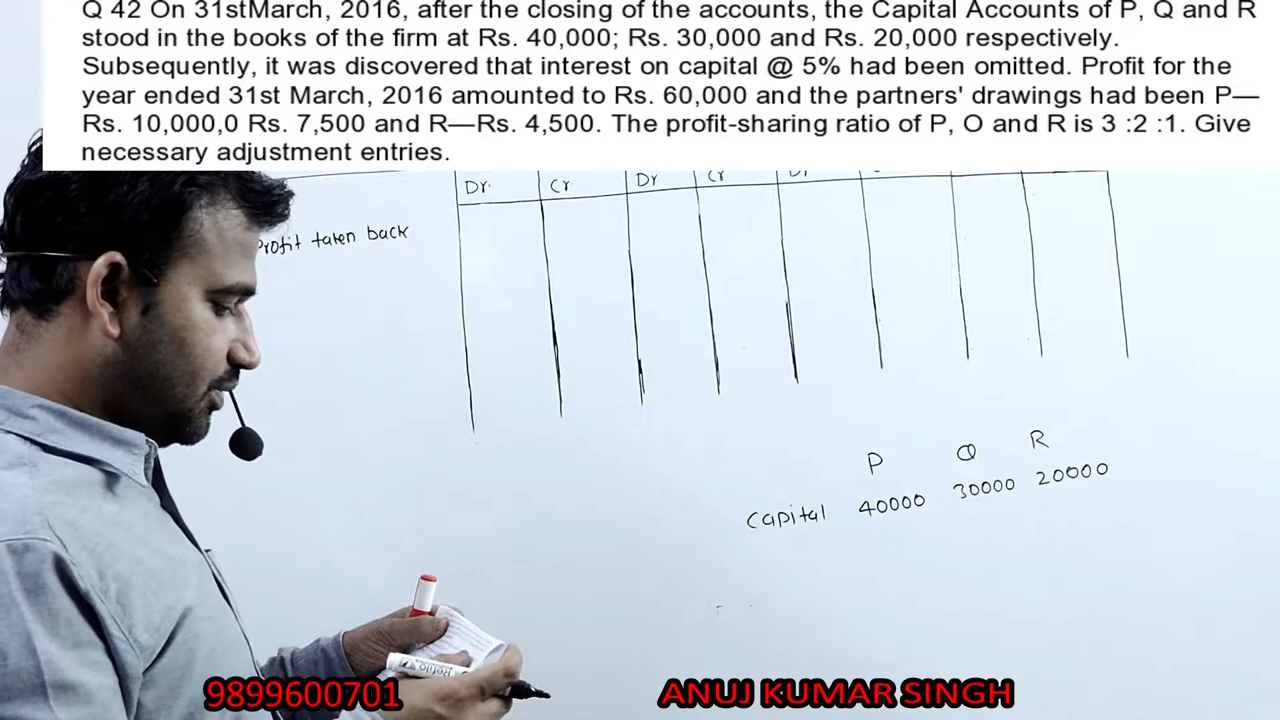 Q 42 On 31stMarch, 2016, after the closing of the accounts, the Capital Accounts of P, Q and R
stood in the books of the firm at Rs. 40,000; Rs. 30,000 and Rs. 20,000 respectively.
Subsequently, it was discovered that interest on capital @ 5% had been omitted. Profit for the
year ended 31st March, 2016 amounted to Rs. 60,000 and the partners' drawings had been P—
Rs. 10,000,0 Rs. 7,500 and R—Rs. 4,500. The profit-sharing ratio of P, O and R is 3 :2 :1. Give
necessary adjustment entries.
Dr. Cr Dr Cr Dr
Profit taken back
P Q R
Capital 40000 30000 20000
Refilo
9899600701 ANUJ KUMAR SINGH